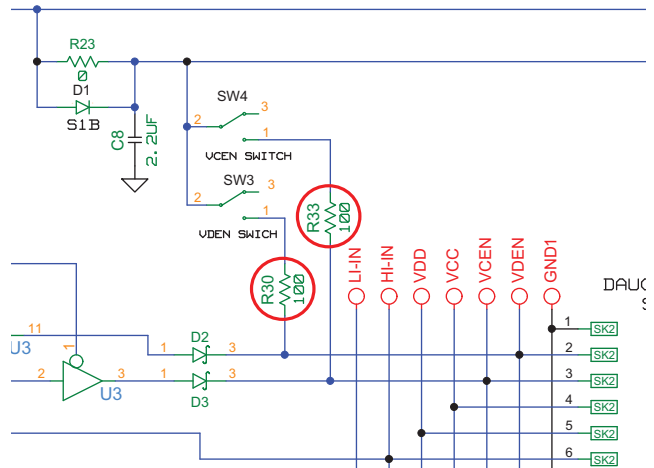 R23
0
D1
S1B
C8
2.2UF
SW4
3
2
1
VCEN SWITCH
SW3
3
2
1
VDEN SWICH
R33
100
R30
100
LI-IN
HI-IN
VDD
VCC
VCEN
VDEN
GND1
DAU
S
1
SK2
11
U3
1
D2
1
3
2
SK2
2
3
U3
1
3
D3
3
SK2
4
SK2
5
SK2
6
SK2